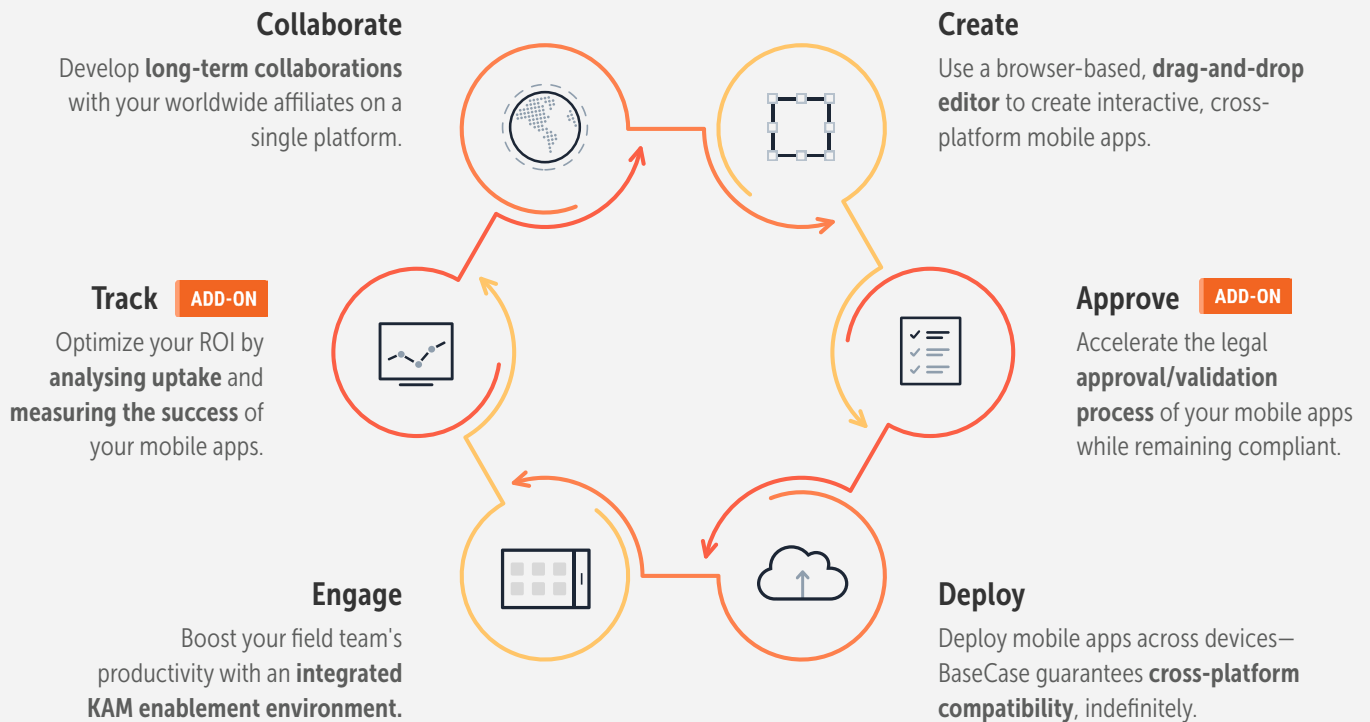 Collaborate
Develop long-term collaborations
with your worldwide affiliates on a
single platform.
Create
Use a browser-based, drag-and-drop
editor to create interactive, cross-
platform mobile apps.
Track ADD-ON
Optimize your ROI by
analysing uptake and
measuring the success of
your mobile apps.
Approve ADD-ON
Accelerate the legal
approval/validation
process of your mobile apps
while remaining compliant.
Engage
Boost your field team's
productivity with an integrated
KAM enablement environment.
Deploy
Deploy mobile apps across devices—
BaseCase guarantees cross-platform
compatibility, indefinitely.